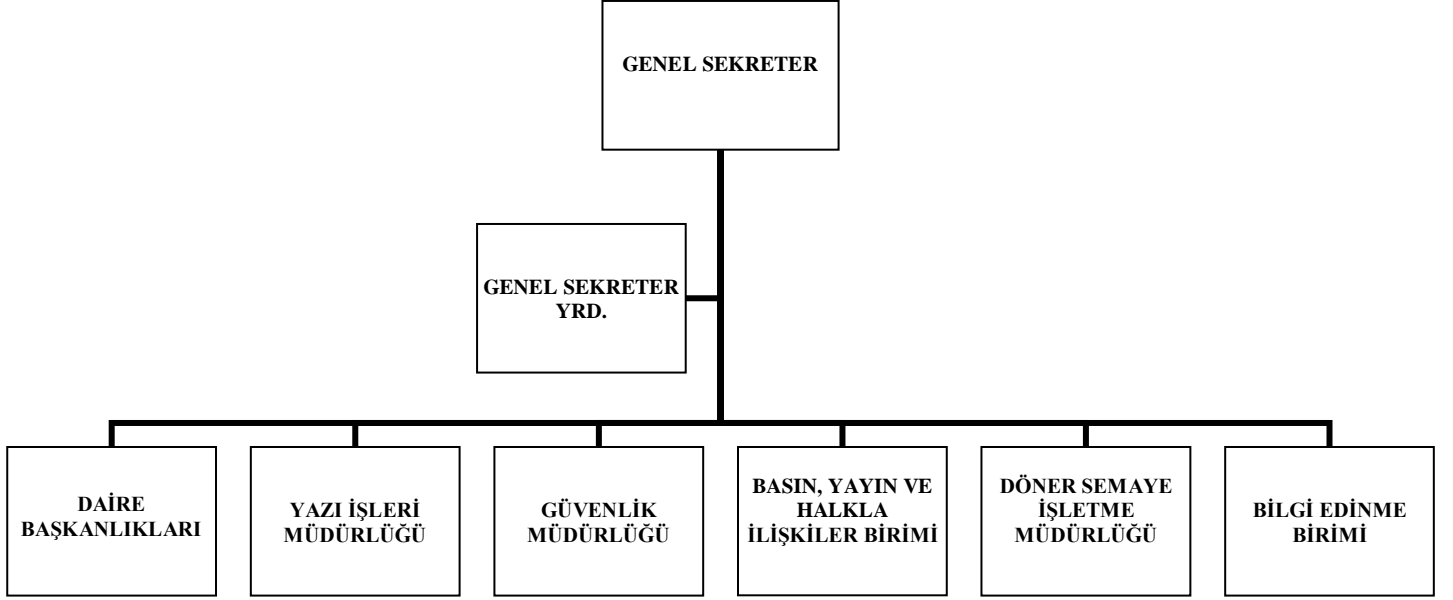 GENEL SEKRETER
GENEL SEKRETER
YRD.
DAİRE
BAŞKANLIKLARI
YAZI İŞLERİ
MÜDÜRLÜĞÜ
GÜVENLİK
MÜDÜRLÜĞÜ
BASIN, YAYIN VE
HALKLA
İLİŞKİLER BİRİMİ
DÖNER SEMAYE
İŞLETME
MÜDÜRLÜĞÜ
BİLGİ EDİNME
BİRİMİ